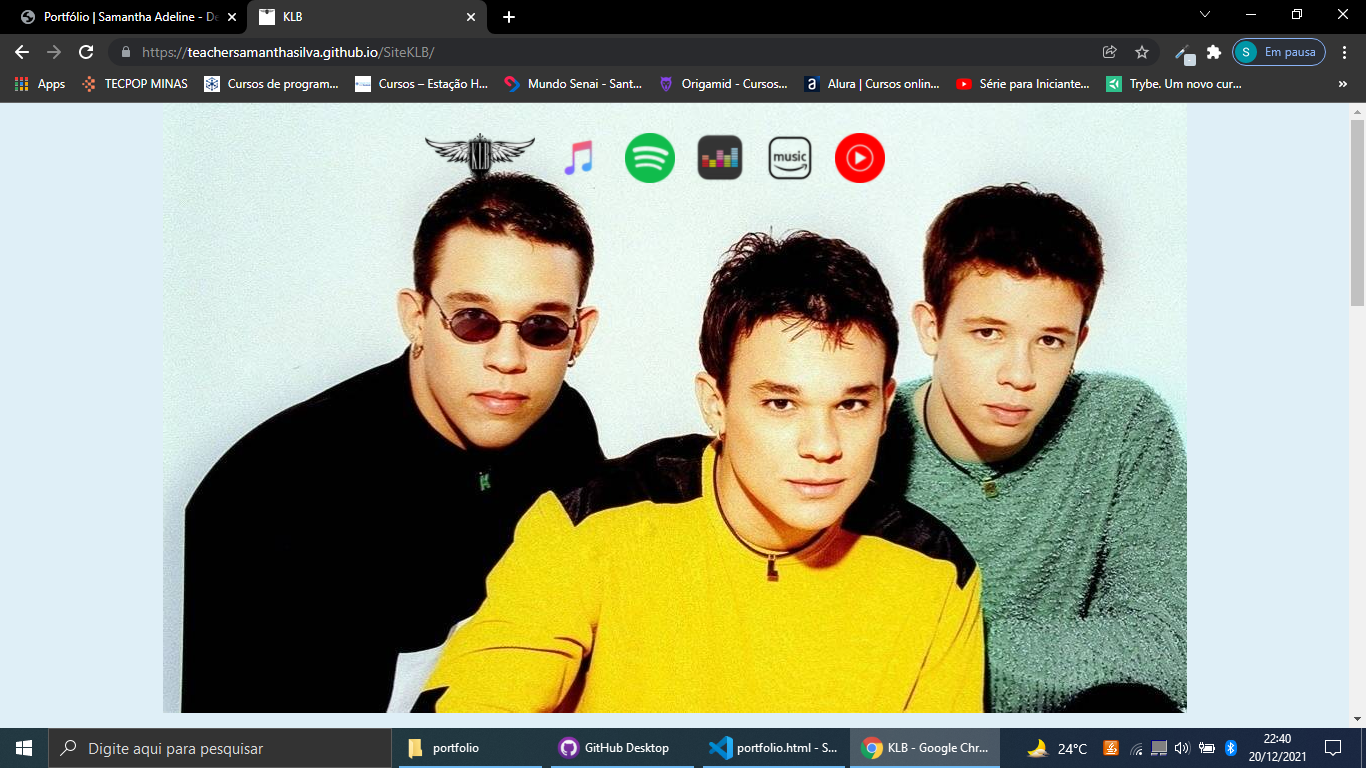 Portfólio | Samantha Adeline - De
KLB
https://teachersamanthasilva.github.io/SiteKLB/
S Em pausa
Apps TECPOP MINAS Cursos de program... Cursos – Estação H... Mundo Senai - Sant... Origamid - Cursos... a Alura | Cursos onlin... Série para Iniciante... Trybe. Um novo cur... »
KLB
music
K
L
Digite aqui para pesquisar
portfolio
GitHub Desktop
portfolio.html - S...
KLB - Google Chr...
24°C
22:40
20/12/2021